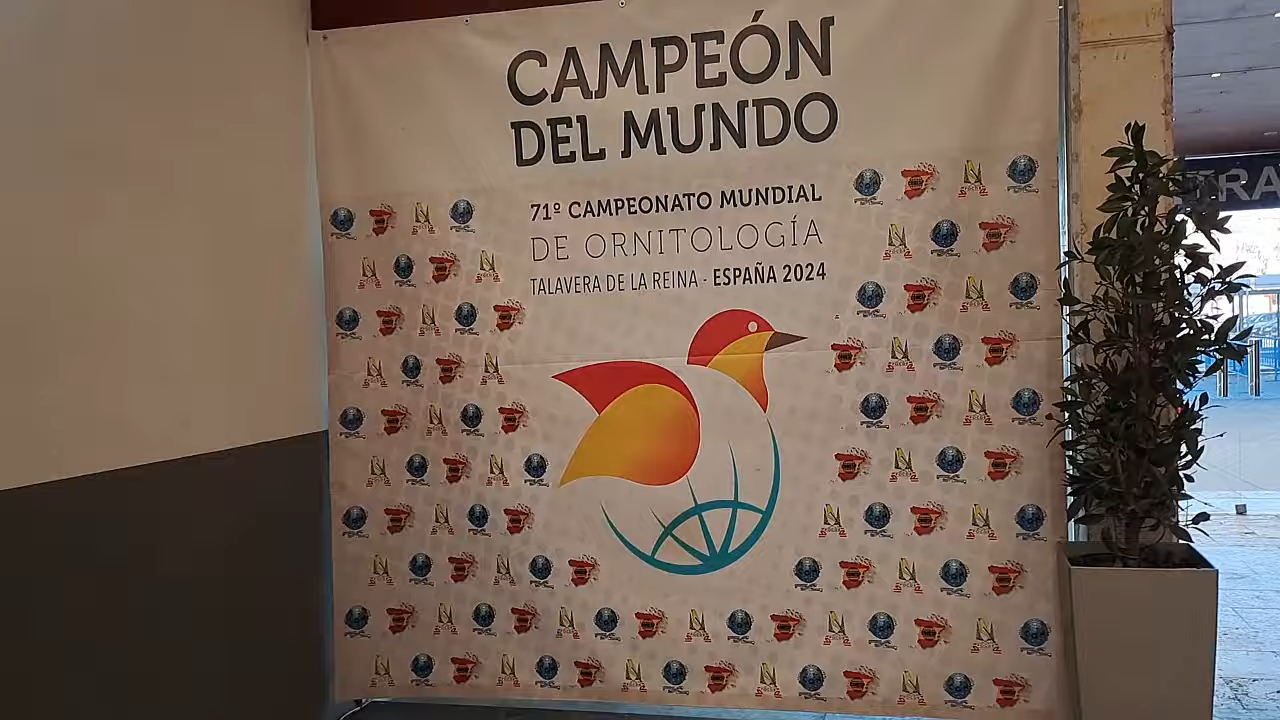 CAMPEÓN
DEL MUNDO
71º CAMPEONATO MUNDIAL
DE ORNITOLOGÍA
TALAVERA DE LA REINA - ESPAÑA 2024